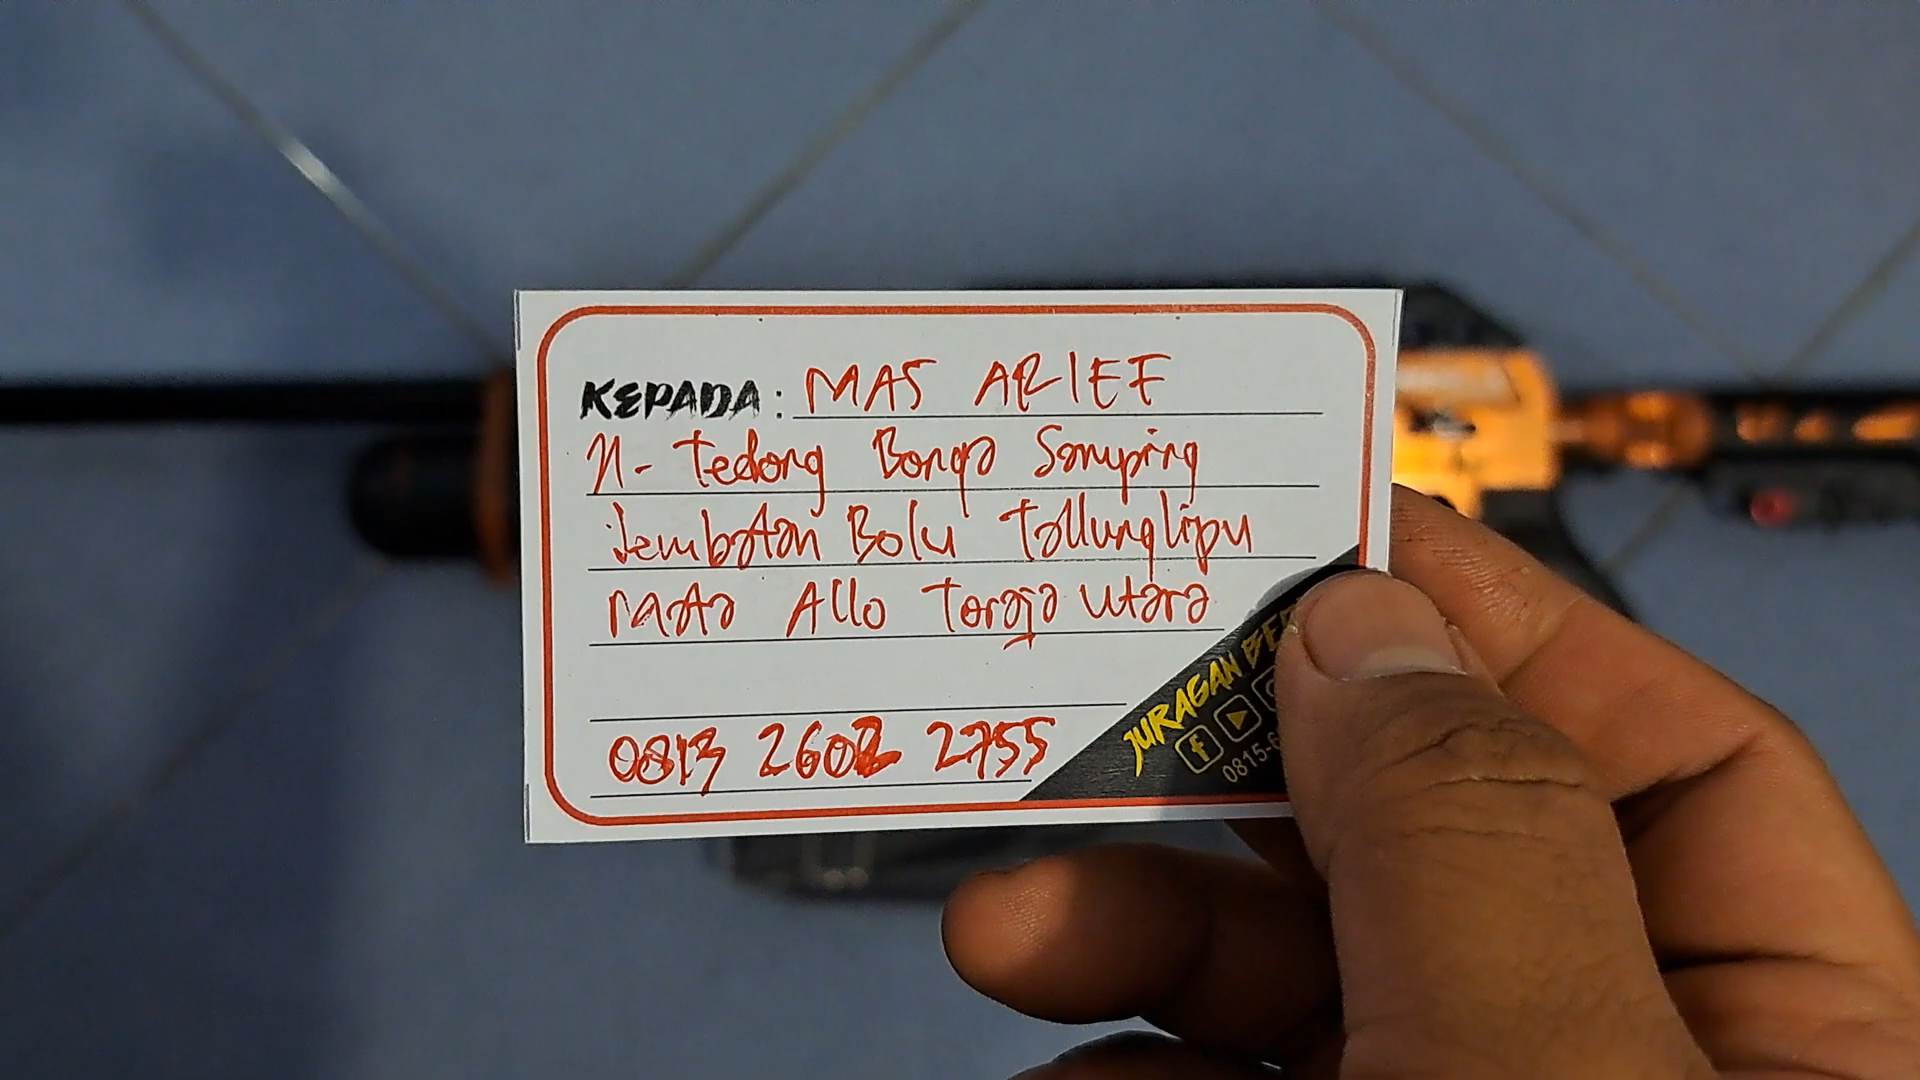 KEPADA : MAS ARIEF
Jl. Tedong Bonga Samping
Jembatan Bolu Tallunglipu
Mata Allo Toraja Utara
0813 2602 2755
JURAGAN
0815-6